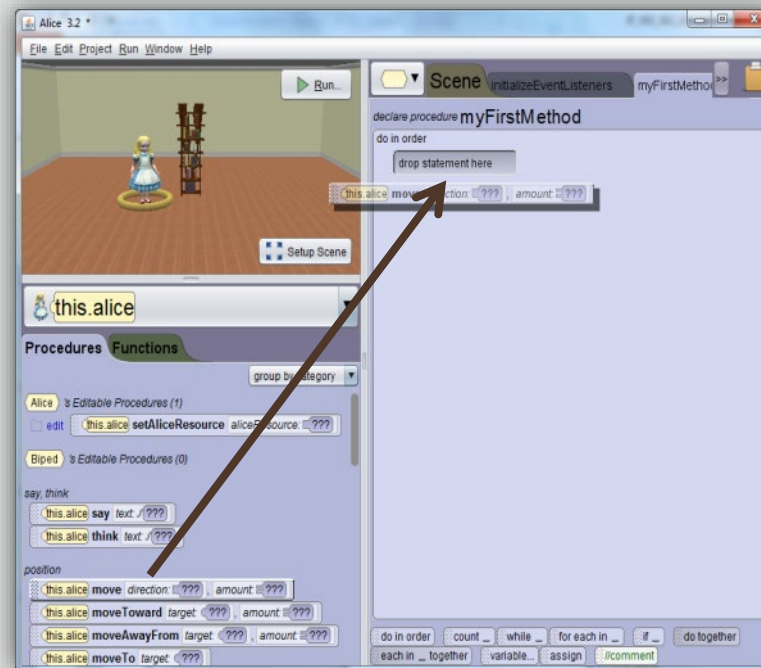 Alice 3.2 *
File Edit Project Run Window Help
Run...
Setup Scene
this.alice
Procedures Functions
group by category
Alice 's Editable Procedures (1)
edit this.alice setAliceResource aliceResource: ???
Biped 's Editable Procedures (0)
say, think
this.alice say text: ???
this.alice think text: ???
position
this.alice move direction: ??? , amount: ???
this.alice moveToward target: ??? , amount: ???
this.alice moveAwayFrom target: ??? , amount: ???
this.alice moveTo target: ???
Scene initializeEventListeners myFirstMethod >>
declare procedure myFirstMethod
do in order
drop statement here
this.alice move direction: ??? , amount: ???
do in order count _ while _ for each in _ if _ do together
each in _ together variable... assign //comment